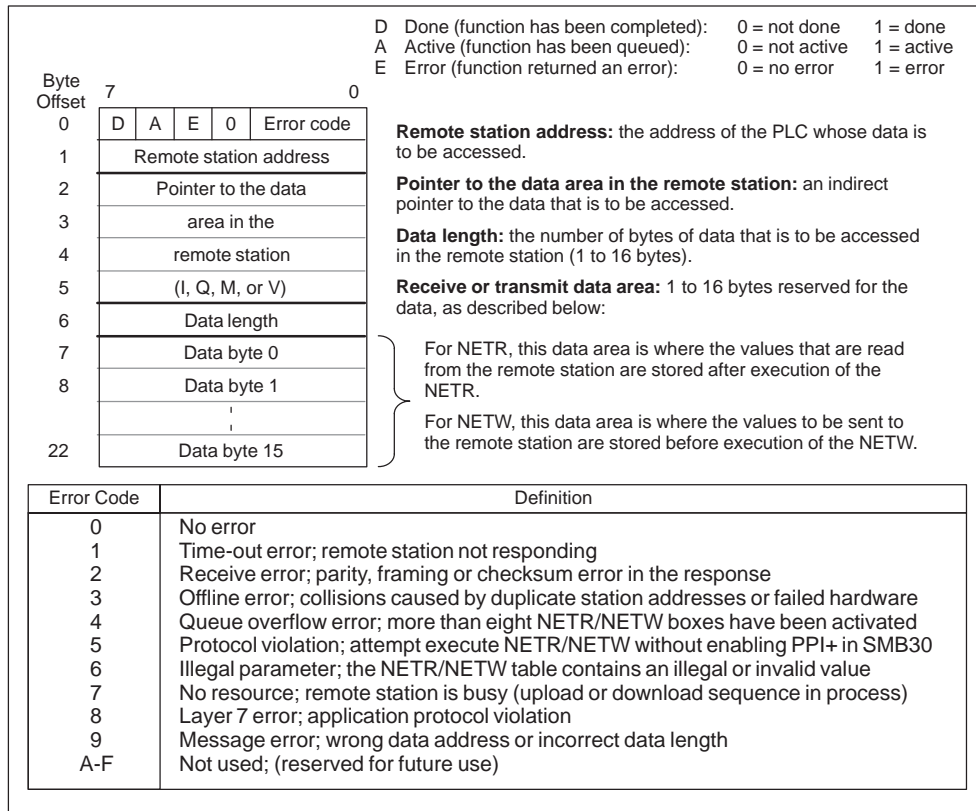 D Done (function has been completed): 0 = not done 1 = done
A Active (function has been queued): 0 = not active 1 = active
E Error (function returned an error): 0 = no error 1 = error
Byte
Offset
7 0
0 D A E 0 Error code
1 Remote station address
2 Pointer to the data
3 area in the
4 remote station
5 (I, Q, M, or V)
6 Data length
7 Data byte 0
8 Data byte 1
22 Data byte 15
Remote station address: the address of the PLC whose data is
to be accessed.
Pointer to the data area in the remote station: an indirect
pointer to the data that is to be accessed.
Data length: the number of bytes of data that is to be accessed
in the remote station (1 to 16 bytes).
Receive or transmit data area: 1 to 16 bytes reserved for the
data, as described below:
For NETR, this data area is where the values that are read
from the remote station are stored after execution of the
NETR.
For NETW, this data area is where the values to be sent to
the remote station are stored before execution of the NETW.
Error Code Definition
0 No error
1 Time-out error; remote station not responding
2 Receive error; parity, framing or checksum error in the response
3 Offline error; collisions caused by duplicate station addresses or failed hardware
4 Queue overflow error; more than eight NETR/NETW boxes have been activated
5 Protocol violation; attempt execute NETR/NETW without enabling PPI+ in SMB30
6 Illegal parameter; the NETR/NETW table contains an illegal or invalid value
7 No resource; remote station is busy (upload or download sequence in process)
8 Layer 7 error; application protocol violation
9 Message error; wrong data address or incorrect data length
A-F Not used; (reserved for future use)